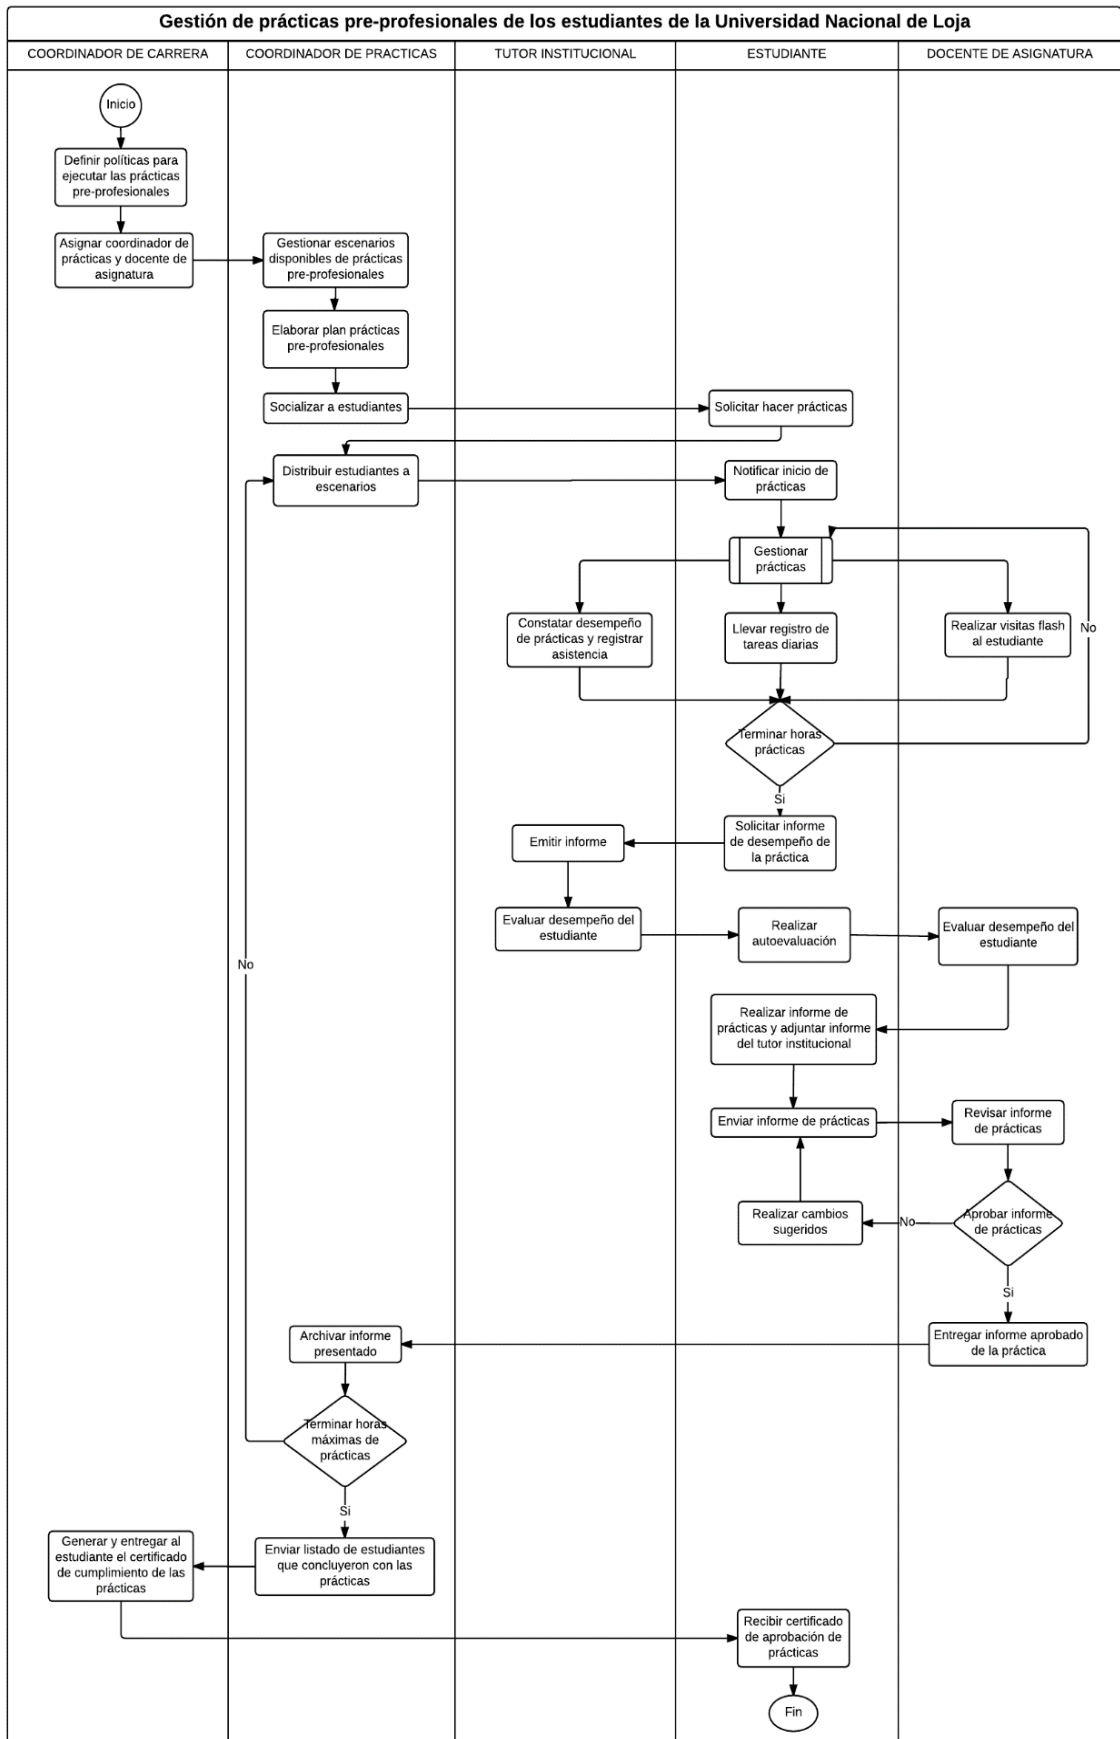 Gestión de prácticas pre-profesionales de los estudiantes de la Universidad Nacional de Loja
COORDINADOR DE CARRERA
COORDINADOR DE PRACTICAS
TUTOR INSTITUCIONAL
ESTUDIANTE
DOCENTE DE ASIGNATURA
Inicio
Definir políticas para
ejecutar las prácticas
pre-profesionales
Asignar coordinador de
prácticas y docente de
asignatura
Gestionar escenarios
disponibles de prácticas
pre-profesionales
Elaborar plan prácticas
pre-profesionales
Socializar a estudiantes
Solicitar hacer prácticas
Distribuir estudiantes a
escenarios
Notificar inicio de
prácticas
Gestionar
prácticas
Constatar desempeño
de prácticas y registrar
asistencia
Llevar registro de
tareas diarias
Realizar visitas flash
al estudiante
No
Terminar horas
prácticas
Si
Solicitar informe
de desempeño de
la práctica
Emitir informe
Evaluar desempeño del
estudiante
Realizar
autoevaluación
Evaluar desempeño del
estudiante
No
Realizar informe de
prácticas y adjuntar informe
del tutor institucional
Enviar informe de prácticas
Revisar informe
de prácticas
Aprobar informe
de prácticas
No
Realizar cambios
sugeridos
Si
Entregar informe aprobado
de la práctica
Archivar informe
presentado
Terminar horas
máximas de
prácticas
Si
Enviar listado de estudiantes
que concluyeron con las
prácticas
Generar y entregar al
estudiante el certificado
de cumplimiento de las
prácticas
Recibir certificado
de aprobación de
prácticas
Fin